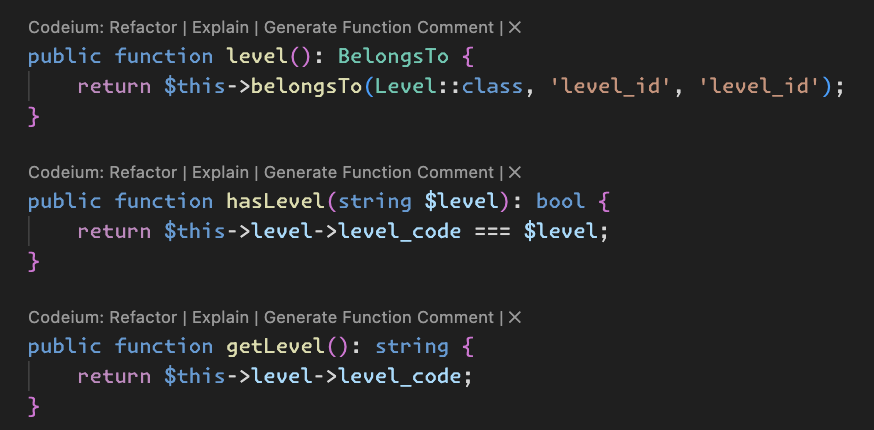 Codeium: Refactor | Explain | Generate Function Comment | ×
public function level(): BelongsTo {
    return $this->belongsTo(Level::class, 'level_id', 'level_id');
}
Codeium: Refactor | Explain | Generate Function Comment | ×
public function hasLevel(string $level): bool {
    return $this->level->level_code === $level;
}
Codeium: Refactor | Explain | Generate Function Comment | ×
public function getLevel(): string {
    return $this->level->level_code;
}